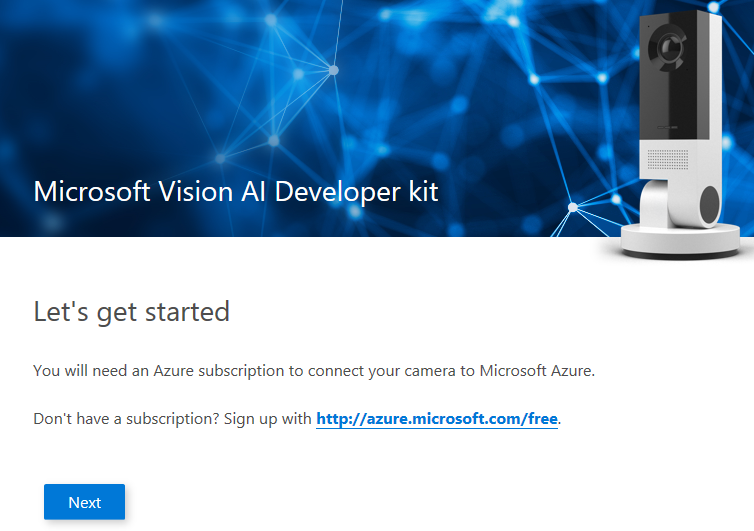 Microsoft Vision AI Developer kit
Let's get started
You will need an Azure subscription to connect your camera to Microsoft Azure.
Don't have a subscription? Sign up with http://azure.microsoft.com/free.
Next